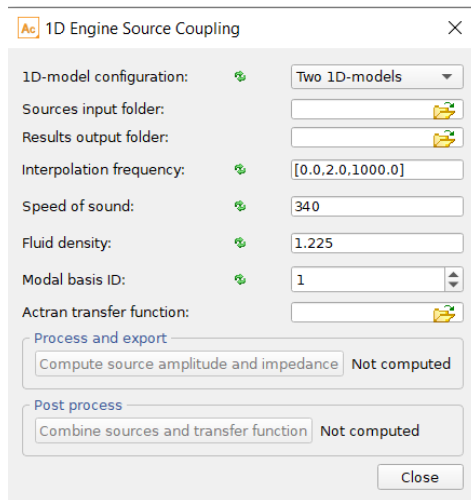 Ac 1D Engine Source Coupling
1D-model configuration: Two 1D-models
Sources input folder:
Results output folder:
Interpolation frequency: [0.0,2.0,1000.0]
Speed of sound: 340
Fluid density: 1.225
Modal basis ID: 1
Actran transfer function:
Process and export
Compute source amplitude and impedance Not computed
Post process
Combine sources and transfer function Not computed
Close